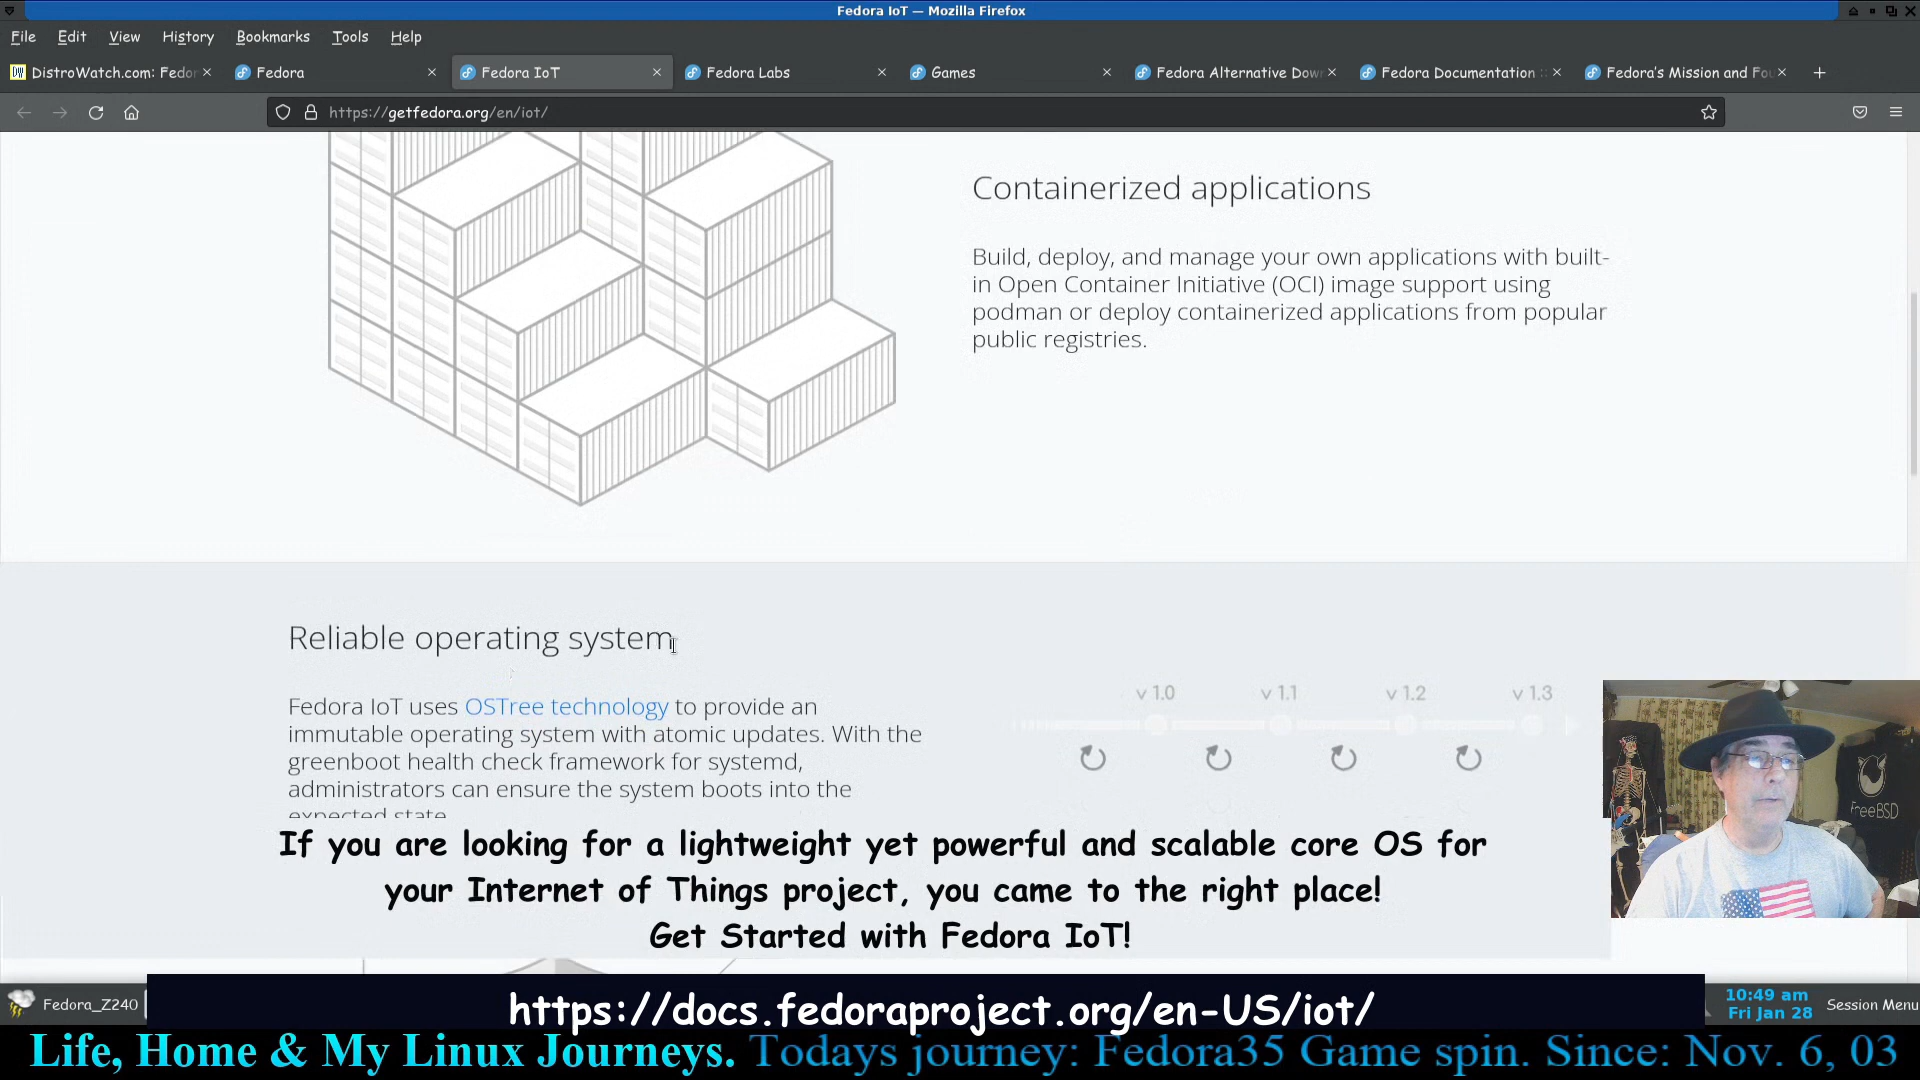 Fedora IoT — Mozilla Firefox
File Edit View History Bookmarks Tools Help
DistroWatch.com: Fedor Fedora Fedora IoT Fedora Labs Games Fedora Alternative Dow Fedora Documentation :: Fedora's Mission and Fou
https://getfedora.org/en/iot/
Containerized applications
Build, deploy, and manage your own applications with built-
in Open Container Initiative (OCI) image support using
podman or deploy containerized applications from popular
public registries.
Reliable operating system
Fedora IoT uses OSTree technology to provide an
immutable operating system with atomic updates. With the
greenboot health check framework for systemd,
administrators can ensure the system boots into the
expected state.
v 1.0 v 1.1 v 1.2 v 1.3
FreeBSD
If you are looking for a lightweight yet powerful and scalable core OS for
your Internet of Things project, you came to the right place!
Get Started with Fedora IoT!
Fedora_Z240
https://docs.fedoraproject.org/en-US/iot/
10:49 am
Fri Jan 28
Session Menu
Life, Home & My Linux Journeys. Todays journey: Fedora35 Game spin. Since: Nov. 6, 03